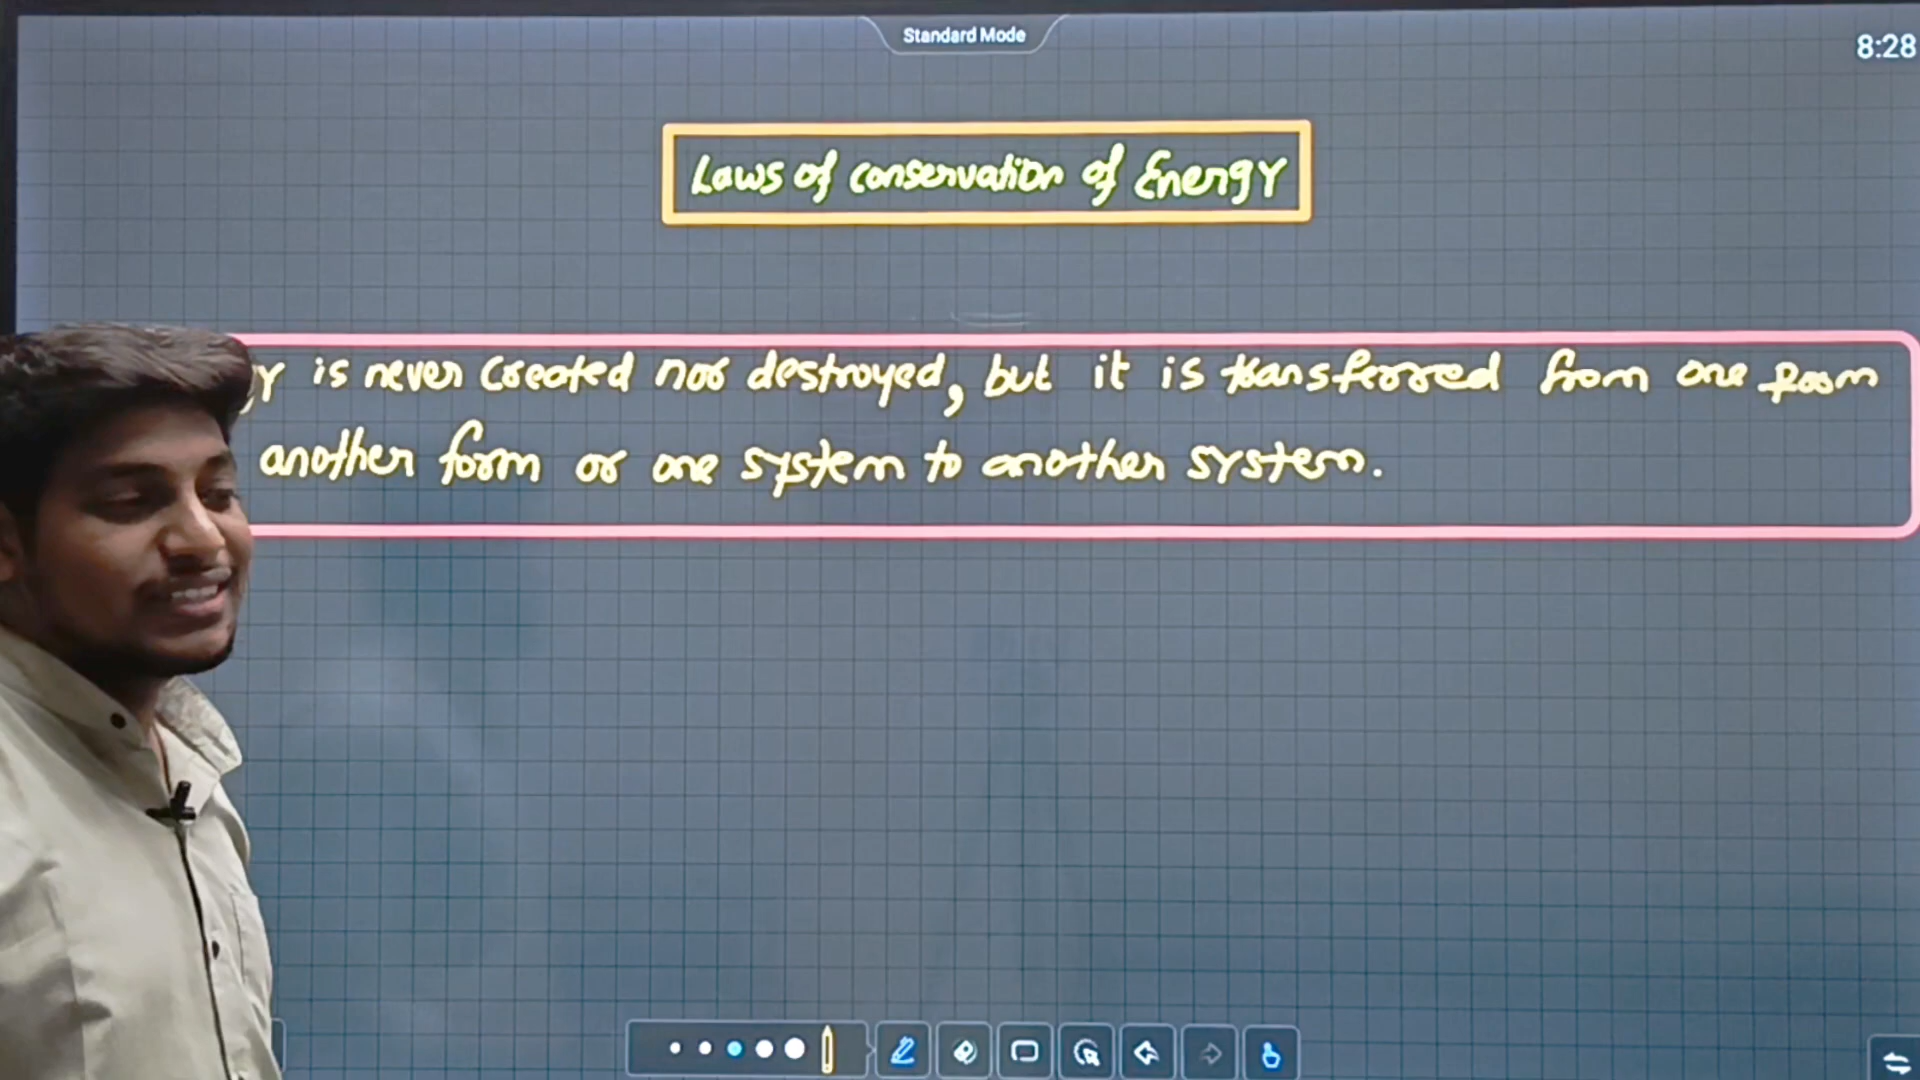 Standard Mode
8:28
Laws of conservation of Energy
is never created nor destroyed, but it is transferred from one form
another form or one system to another system.